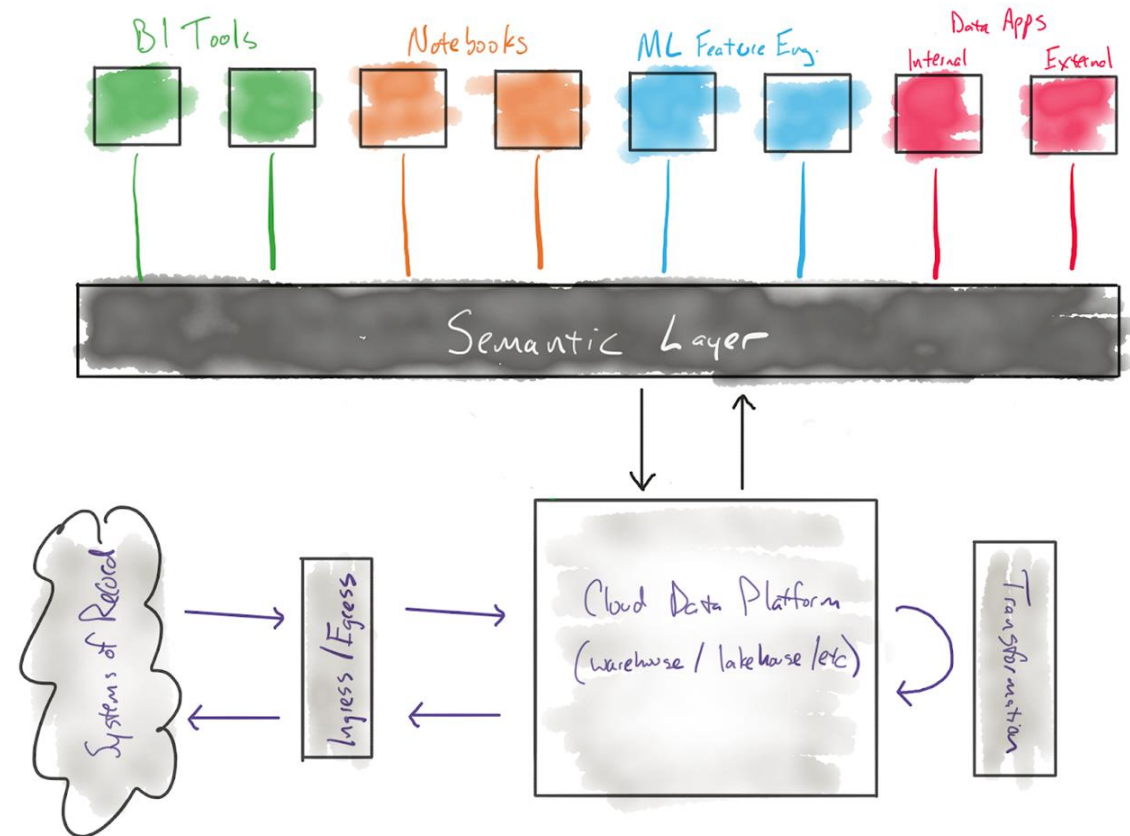 BI Tools
Notebooks
ML Feature Eng.
Data Apps
Internal
External
Semantic Layer
Systems of Record
Ingress/Egress
Cloud Data Platform
(warehouse / lakehouse /etc)
Transformation